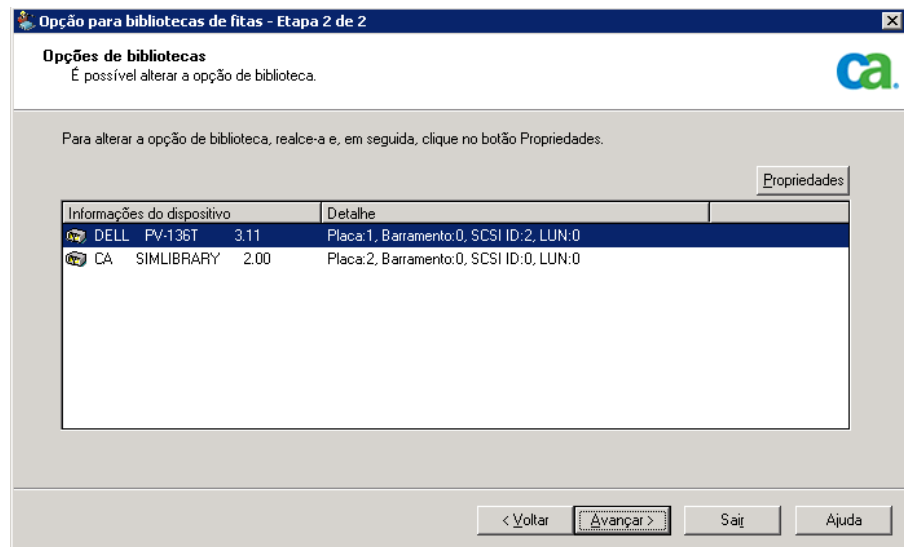 Opção para bibliotecas de fitas - Etapa 2 de 2
Opções de bibliotecas
É possível alterar a opção de biblioteca.
ca.
Para alterar a opção de biblioteca, realce-a e, em seguida, clique no botão Propriedades.
Propriedades
Informações do dispositivo Detalhe
DELL PV-136T 3.11 Placa:1, Barramento:0, SCSI ID:2, LUN:0
CA SIMLIBRARY 2.00 Placa:2, Barramento:0, SCSI ID:0, LUN:0
< Voltar Avançar > Sair Ajuda